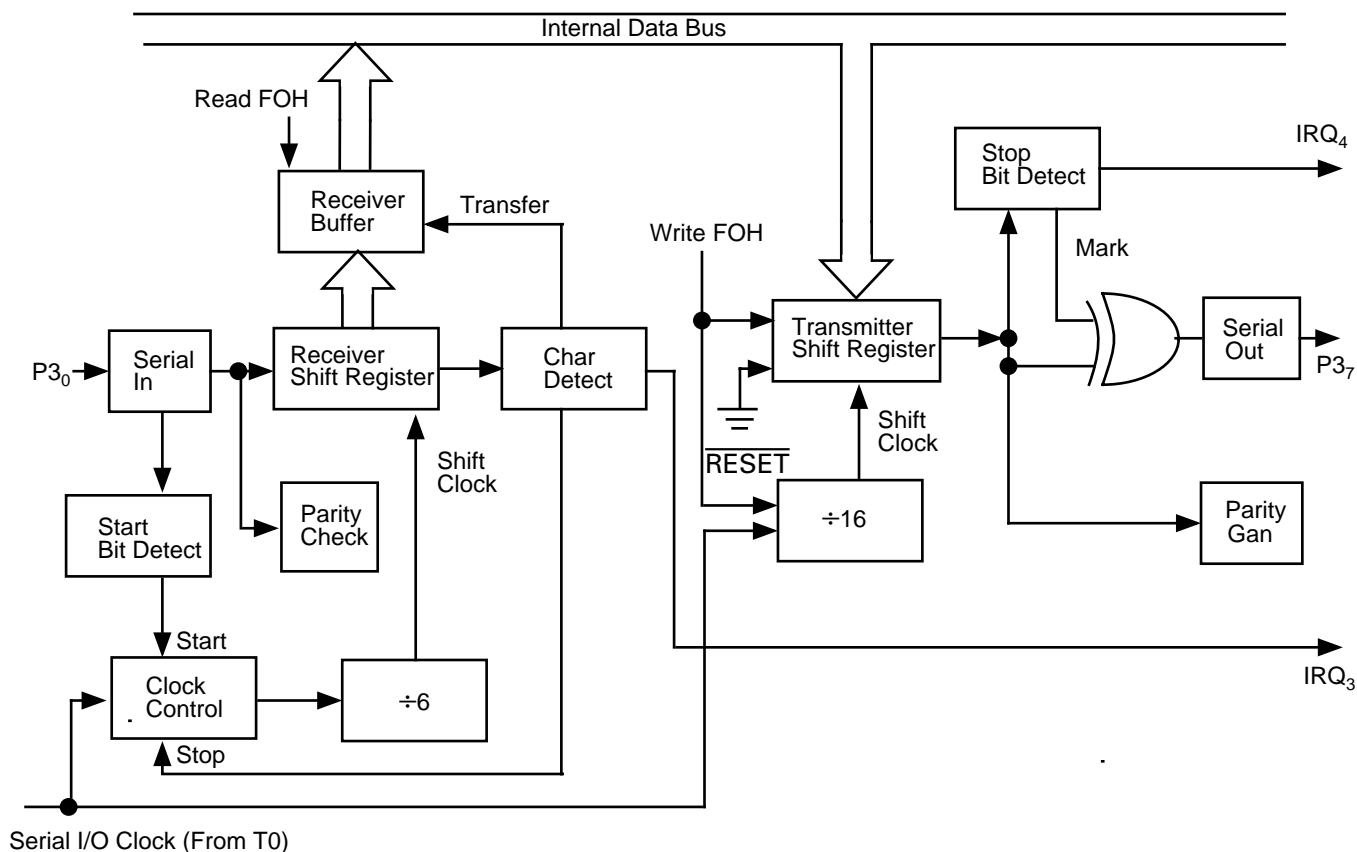 Internal Data Bus
Read FOH
IRQ4
Stop
Bit Detect
Receiver
Buffer
Transfer
Write FOH
Mark
P30
Serial
In
Receiver
Shift Register
Char
Detect
Transmitter
Shift Register
Serial
Out
P37
Shift
Clock
Shift
Clock
RESET
Start
Bit Detect
Parity
Check
÷16
Parity
Gan
Start
Clock
Control
÷6
IRQ3
Stop
Serial I/O Clock (From T0)